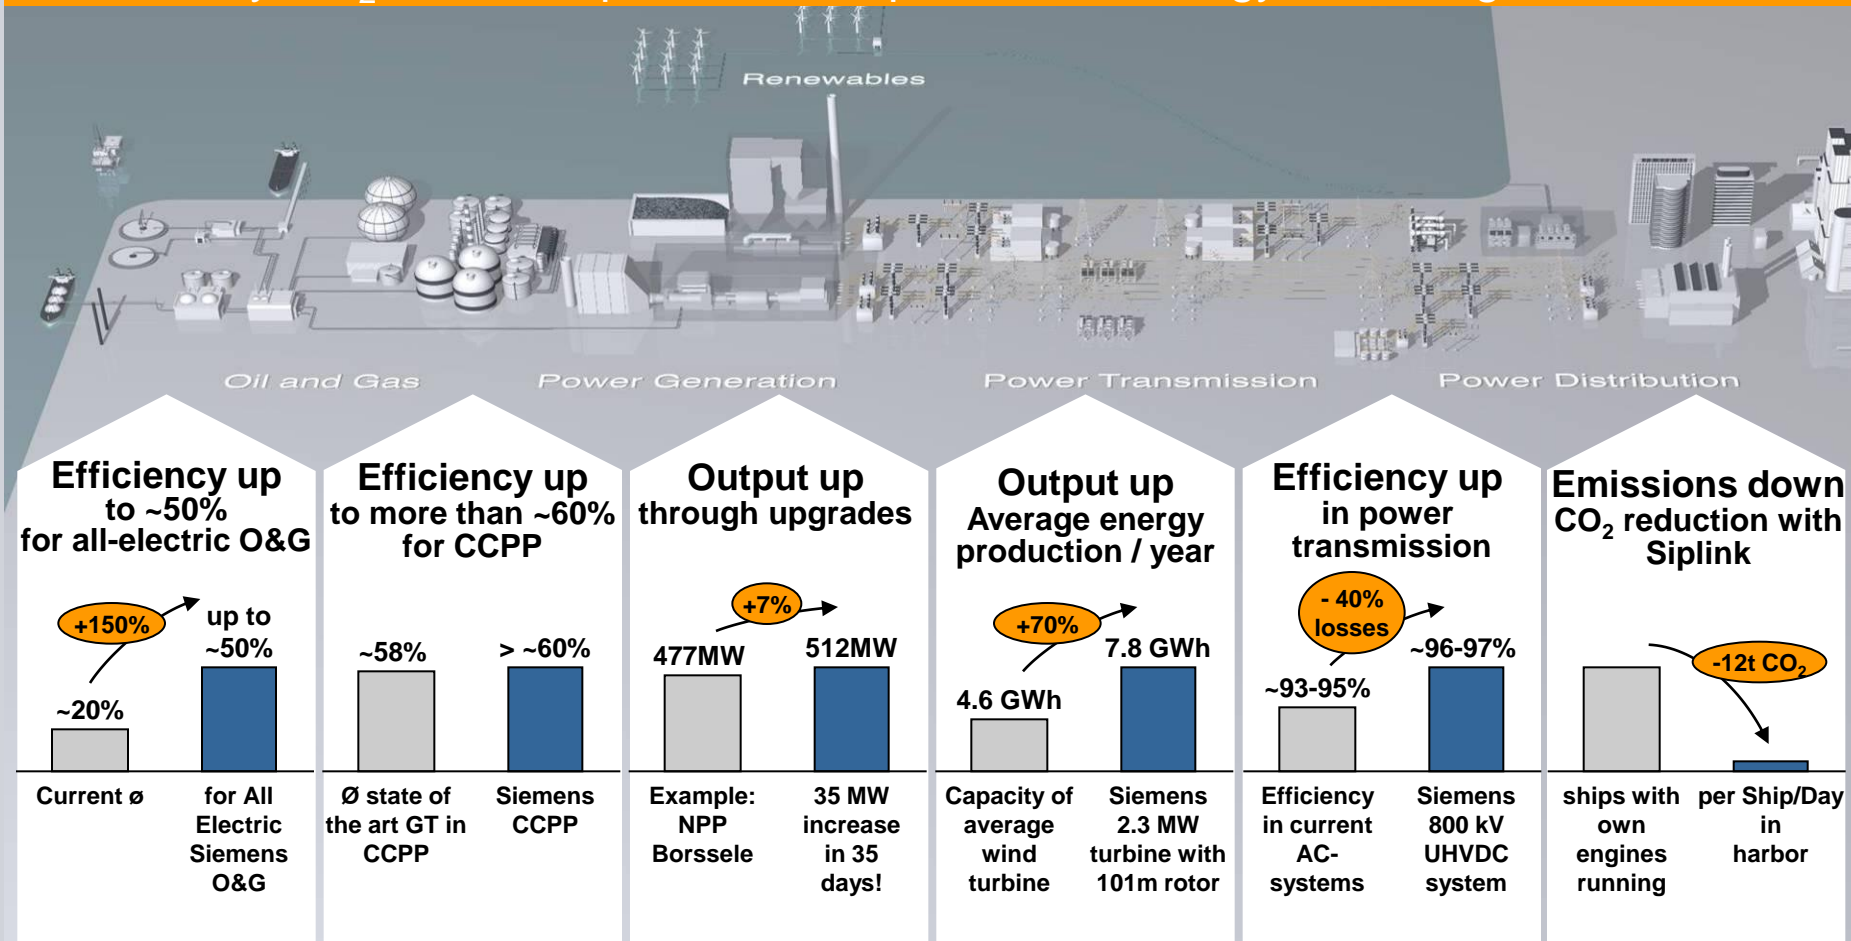 Renewables
Oil and Gas
Power Generation
Power Transmission
Power Distribution
Efficiency up
to ~50%
for all-electric O&G
+150%
up to
~50%
~20%
Current ø
for All
Electric
Siemens
O&G
Efficiency up
to more than ~60%
for CCPP
~58%
> ~60%
Ø state of
the art GT in
CCPP
Siemens
CCPP
Output up
through upgrades
+7%
477MW
512MW
Example:
NPP
Borssele
35 MW
increase
in 35
days!
Output up
Average energy
production / year
+70%
7.8 GWh
4.6 GWh
Capacity of
average
wind
turbine
Siemens
2.3 MW
turbine with
101m rotor
Efficiency up
in power
transmission
- 40%
losses
~96-97%
~93-95%
Efficiency
in current
AC-
systems
Siemens
800 kV
UHVDC
system
Emissions down
CO₂ reduction with
Siplink
-12t CO₂
ships with
own
engines
running
per Ship/Day
in
harbor